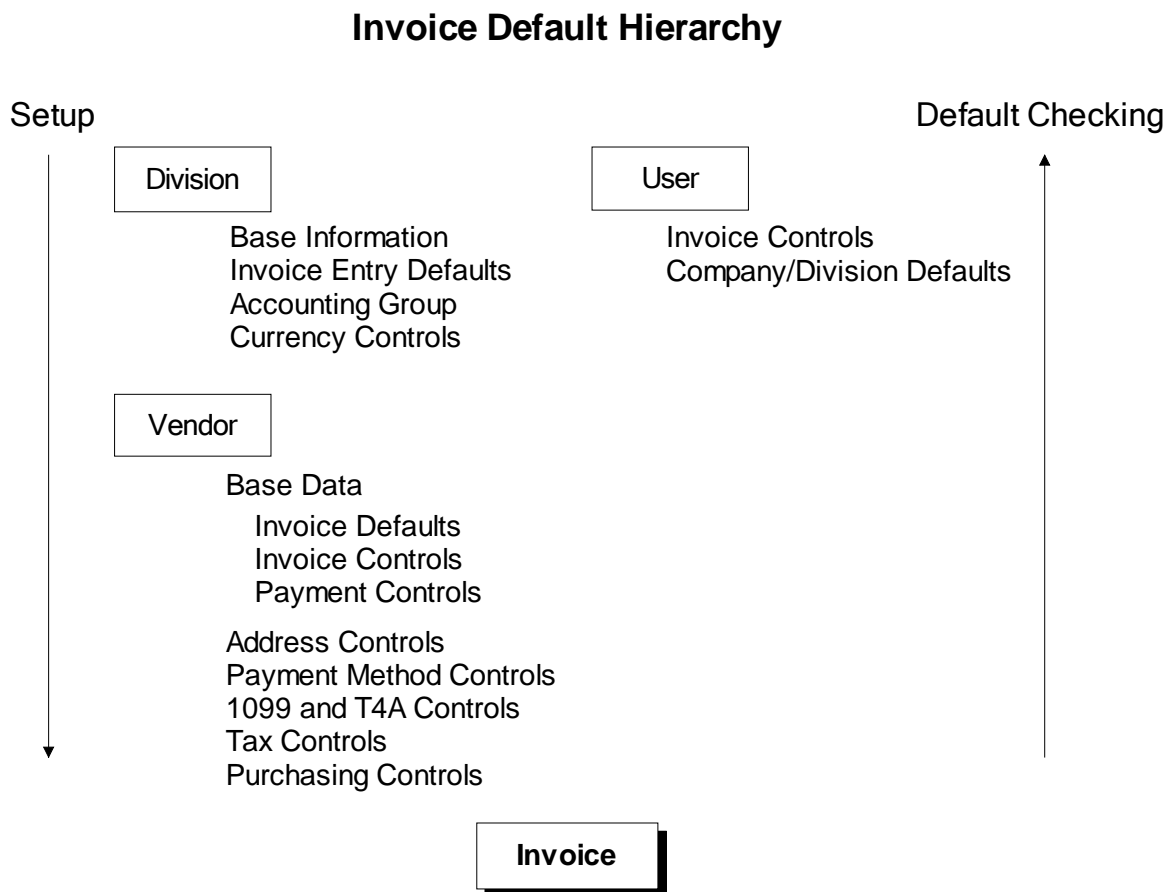 Invoice Default Hierarchy
Setup
Default Checking
Division
User
Base Information
Invoice Entry Defaults
Accounting Group
Currency Controls
Invoice Controls
Company/Division Defaults
Vendor
Base Data
Invoice Defaults
Invoice Controls
Payment Controls
Address Controls
Payment Method Controls
1099 and T4A Controls
Tax Controls
Purchasing Controls
Invoice